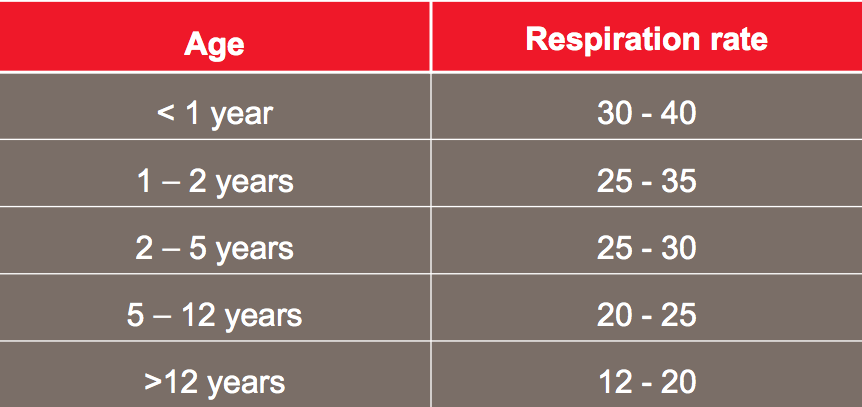 Age Respiration rate
< 1 year 30 - 40
1 – 2 years 25 - 35
2 – 5 years 25 - 30
5 – 12 years 20 - 25
>12 years 12 - 20